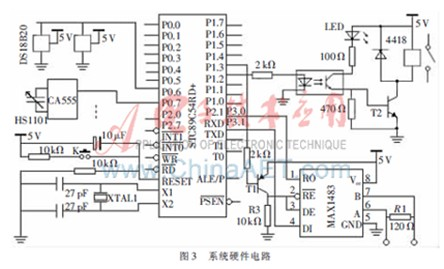 5 V
5 V
DS18B20
HS1101
CA555
5 V
10 μF
10 kΩ
K
10 kΩ
27 pF
27 pF
XTAL1
P0.0
P0.1
P0.2
P0.3
P0.4
P0.5
P0.6
P0.7
P2.7
INT1
INT0
WR
RD
RESET
X1
X2
STC89C54RD+
P1.7
P1.6
P1.5
P1.4
P1.3
P1.2
P1.1
P1.0
RXD
TXD
T1
T0
ALE/P
PSEN
P3.0
P3.1
2 kΩ
2 kΩ
LED
5 V
100 Ω
4418
470 Ω
T2
T1
R3
10 kΩ
5 V
RO
RE
DE
DI
MAX1483
B
A
GND
8
7
6
5
R1
120 Ω
www.ChinaAET.com
图 3 系统硬件电路